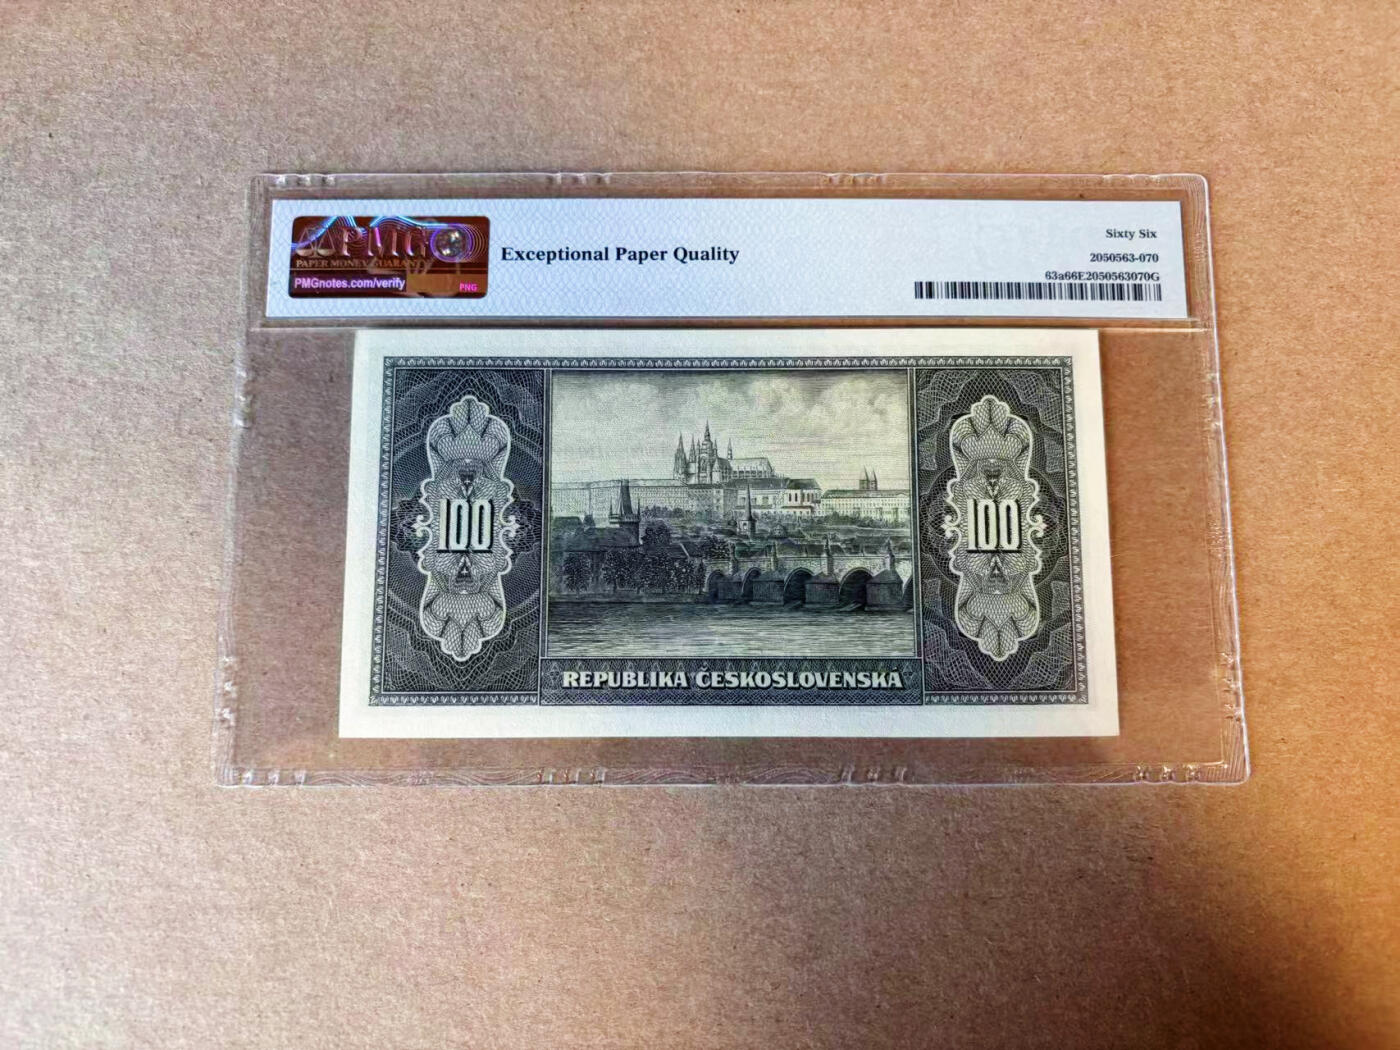 PMG
PAPER MONEY GUARANTY
PMGnotes.com/verify
PNG
Exceptional Paper Quality
Sixty Six
2050563-070
63a66E2050563070G
100
100
REPUBLIKA ČESKOSLOVENSKÁ